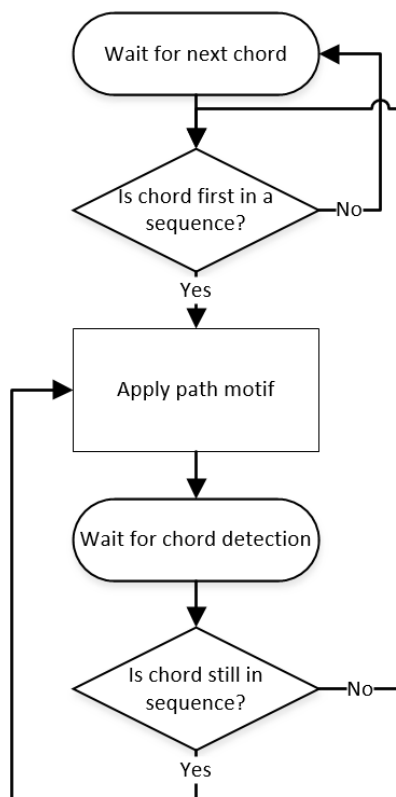 Wait for next chord
Is chord first in a
sequence?
No
Yes
Apply path motif
Wait for chord detection
Is chord still in
sequence?
No
Yes